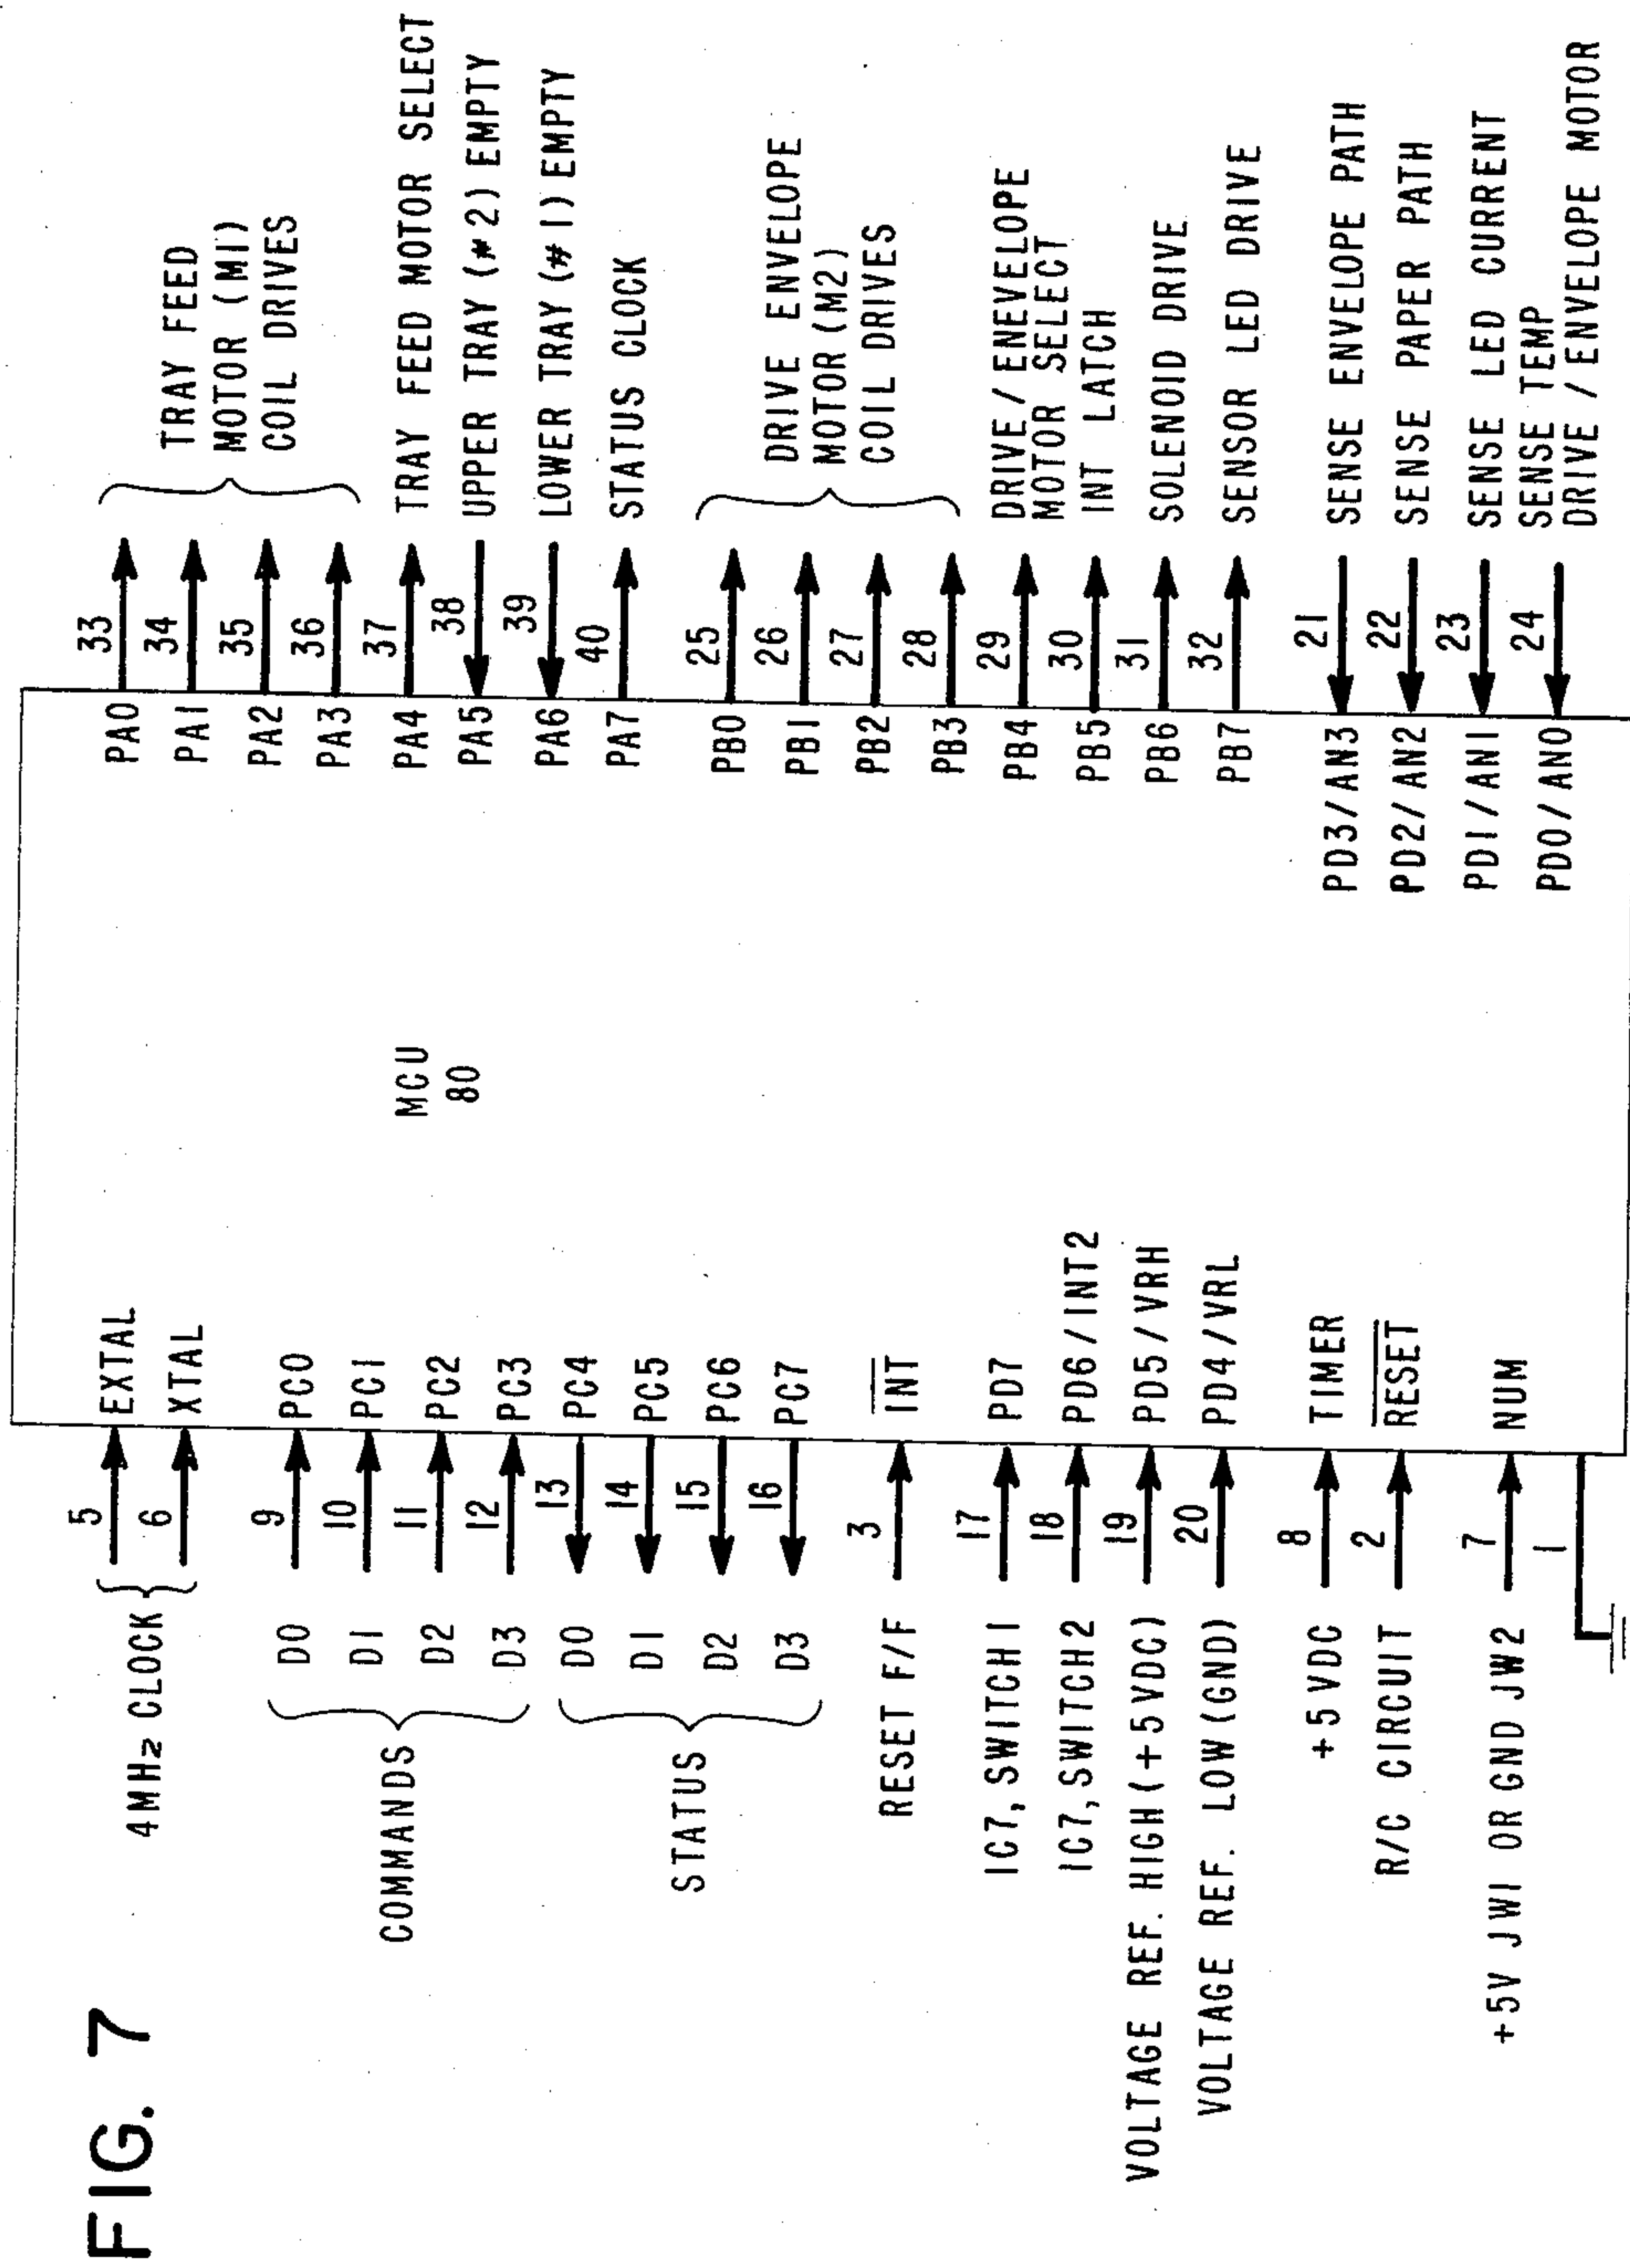 FIG. 7
4MHz CLOCK
5 EXTAL
6 XTAL
COMMANDS
D0 9 PC0
D1 10 PC1
D2 11 PC2
D3 12 PC3
STATUS
D0 13 PC4
D1 14 PC5
D2 15 PC6
D3 16 PC7
RESET F/F 3 INT
IC7, SWITCH 1 17 PD7
IC7, SWITCH 2 18 PD6/INT2
VOLTAGE REF. HIGH (+5VDC) 19 PD5/VRH
VOLTAGE REF. LOW (GND) 20 PD4/VRL
+5VDC 8 TIMER
R/C CIRCUIT 2 RESET
+5V JW1 OR GND JW2 7 NUM
1
MCU
80
PA0 33
PA1 34
PA2 35
PA3 36
TRAY FEED
MOTOR (M1)
COIL DRIVES
PA4 37 TRAY FEED MOTOR SELECT
PA5 38 UPPER TRAY (#2) EMPTY
PA6 39 LOWER TRAY (#1) EMPTY
PA7 40 STATUS CLOCK
PB0 25
PB1 26
PB2 27
PB3 28
DRIVE ENVELOPE
MOTOR (M2)
COIL DRIVES
PB4 29 DRIVE/ENEVELOPE
MOTOR SELECT
PB5 30 INT LATCH
PB6 31 SOLENOID DRIVE
PB7 32 SENSOR LED DRIVE
PD3/AN3 21 SENSE ENVELOPE PATH
PD2/AN2 22 SENSE PAPER PATH
PD1/AN1 23 SENSE LED CURRENT
PD0/AN0 24 SENSE TEMP
DRIVE/ENVELOPE MOTOR